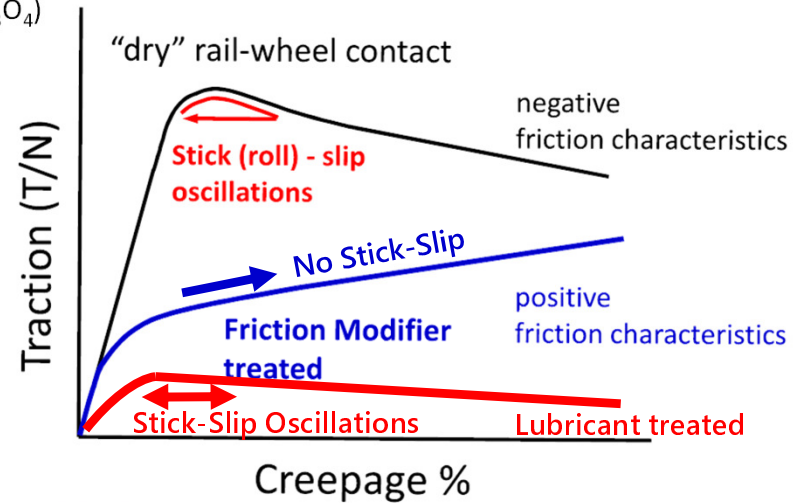 O₄)
“dry” rail-wheel contact
negative
friction characteristics
Stick (roll) - slip
oscillations
Traction (T/N)
No Stick-Slip
positive
friction characteristics
Friction Modifier
treated
Stick-Slip Oscillations
Lubricant treated
Creepage %